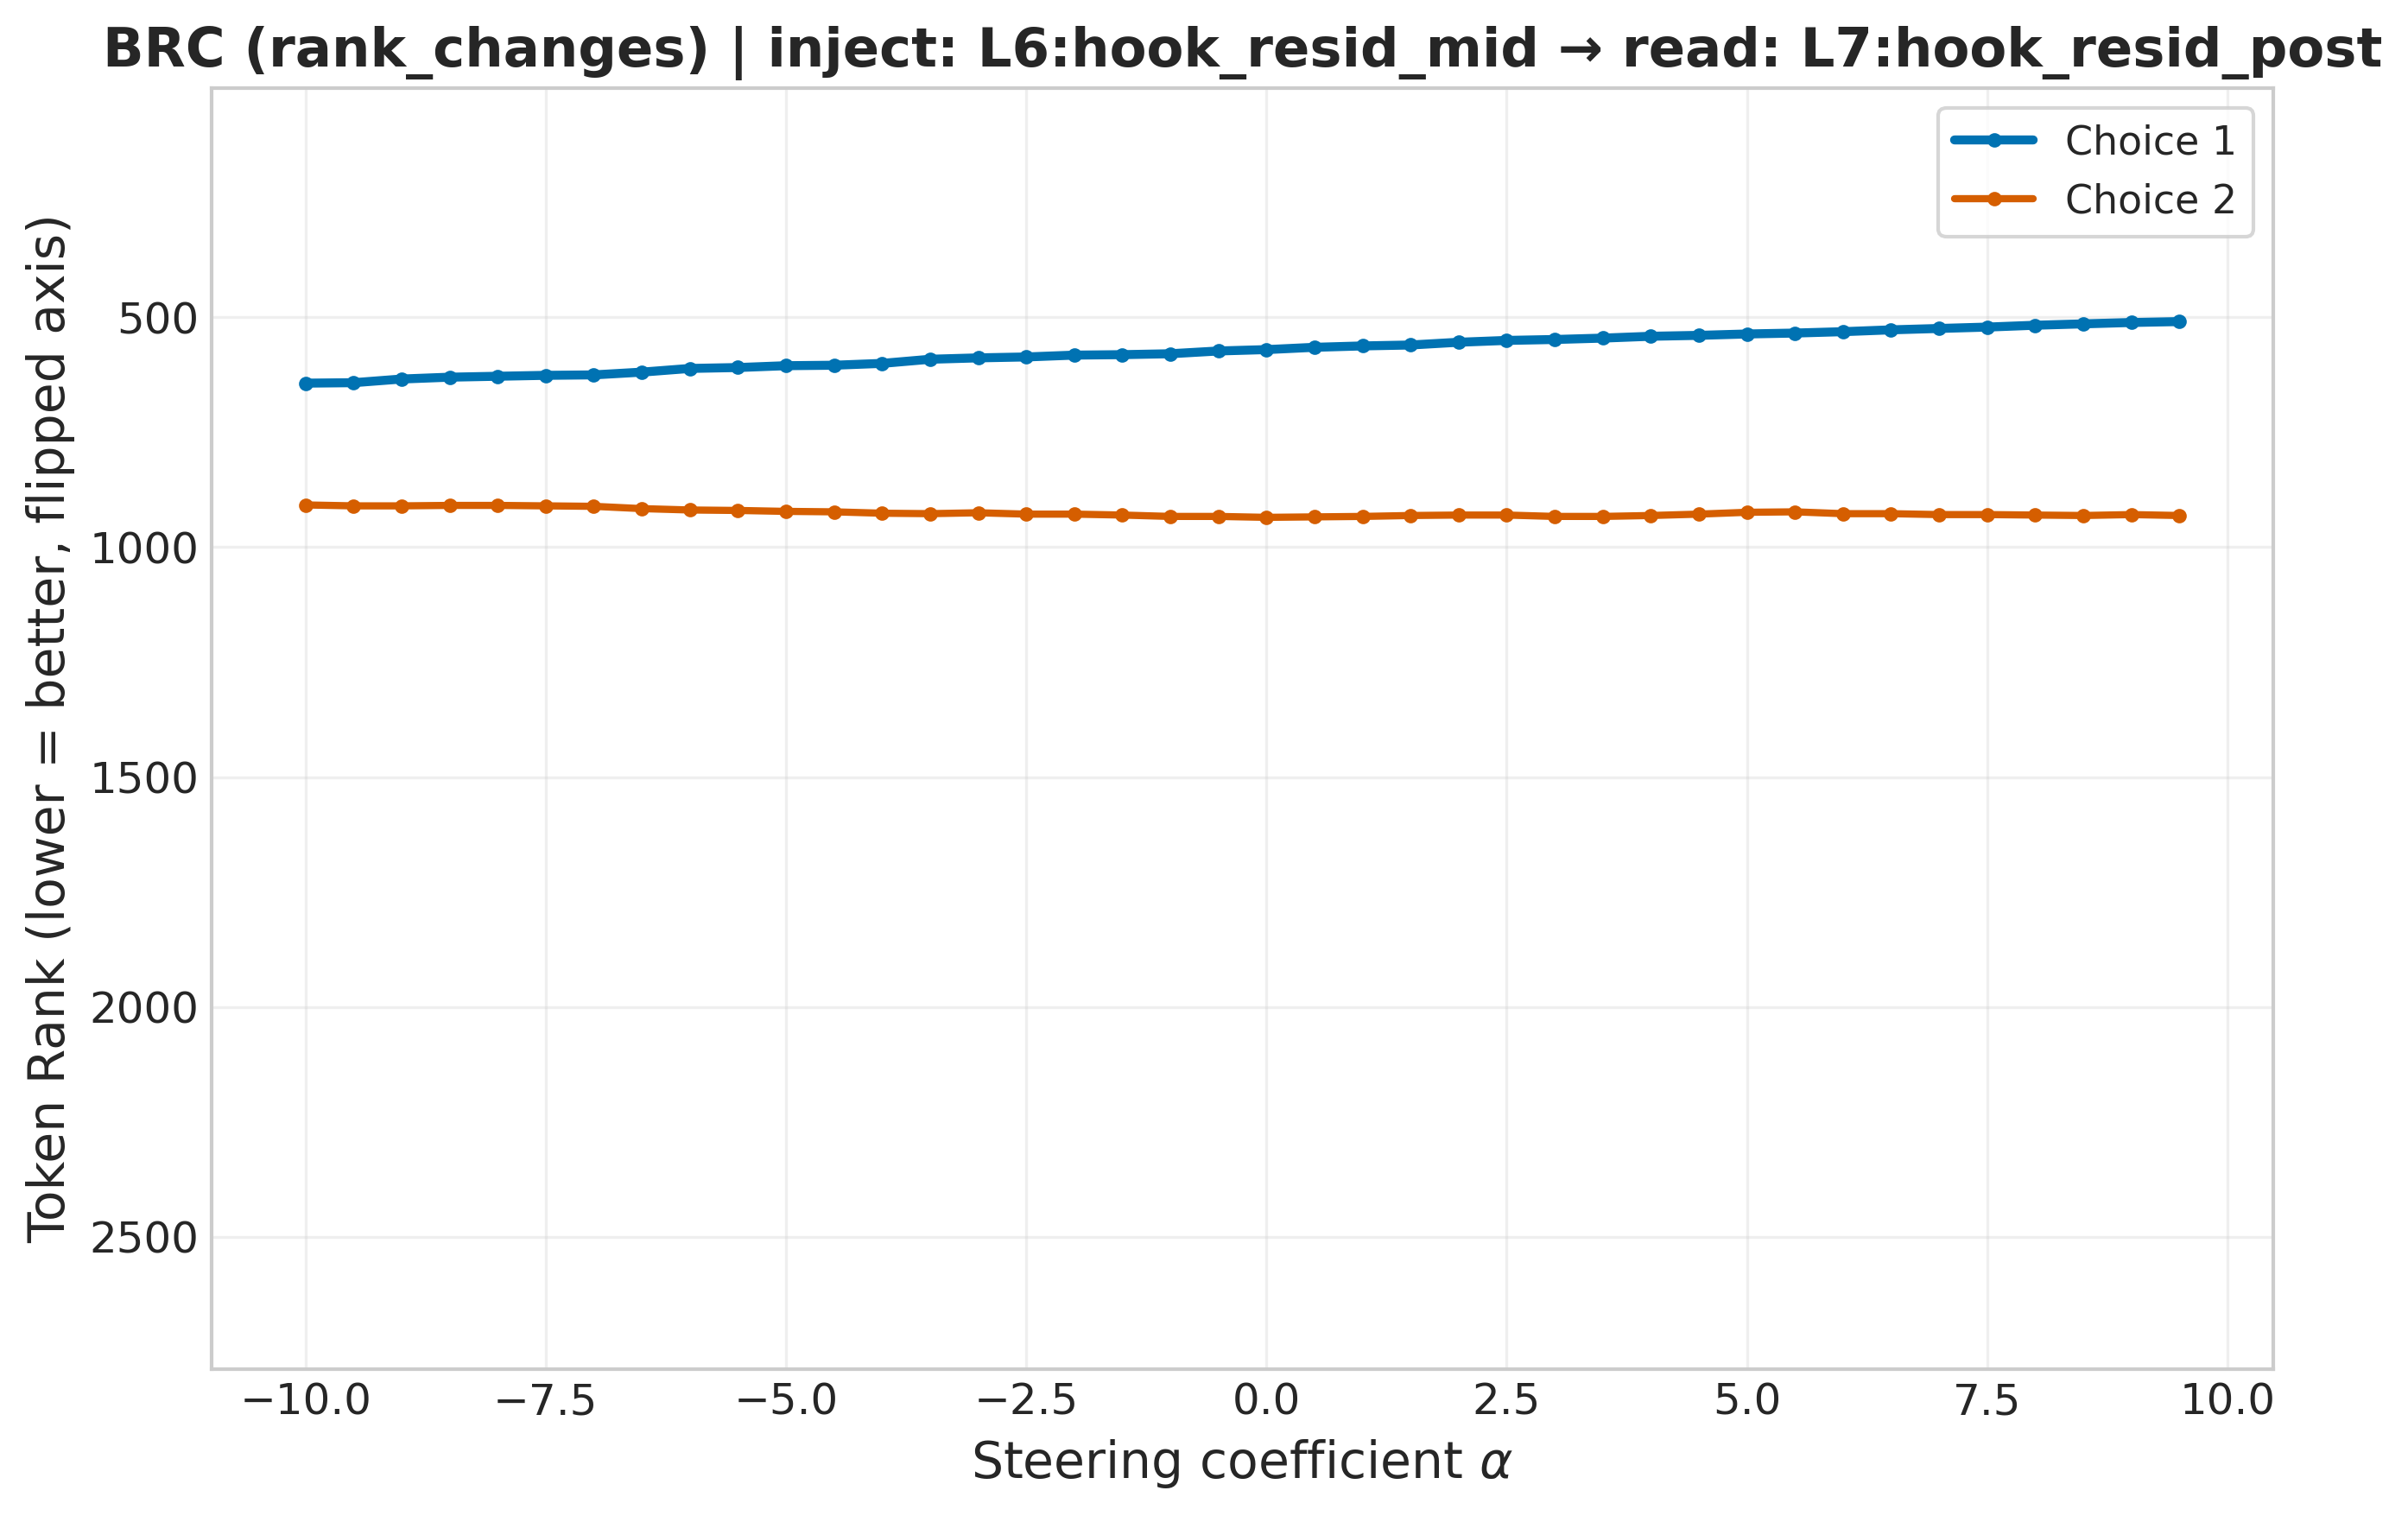 BRC (rank_changes) | inject: L6:hook_resid_mid → read: L7:hook_resid_post
Choice 1
Choice 2
Token Rank (lower = better, flipped axis)
500
1000
1500
2000
2500
−10.0 −7.5 −5.0 −2.5 0.0 2.5 5.0 7.5 10.0
Steering coefficient α